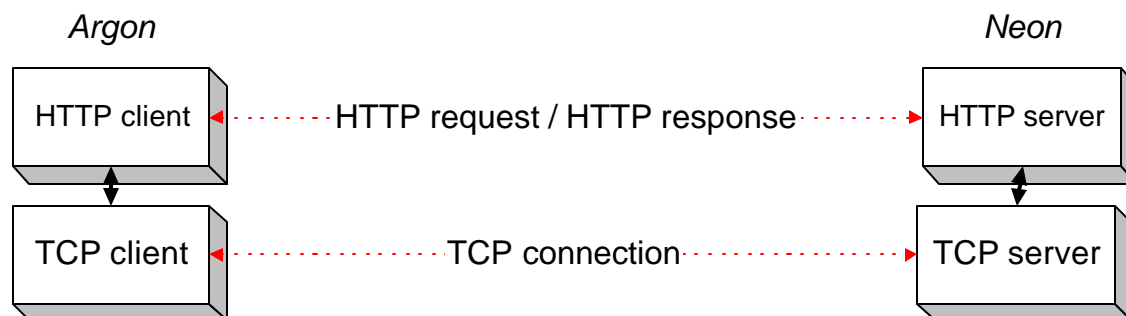 Argon
Neon
HTTP client
HTTP request / HTTP response
HTTP server
TCP client
TCP connection
TCP server